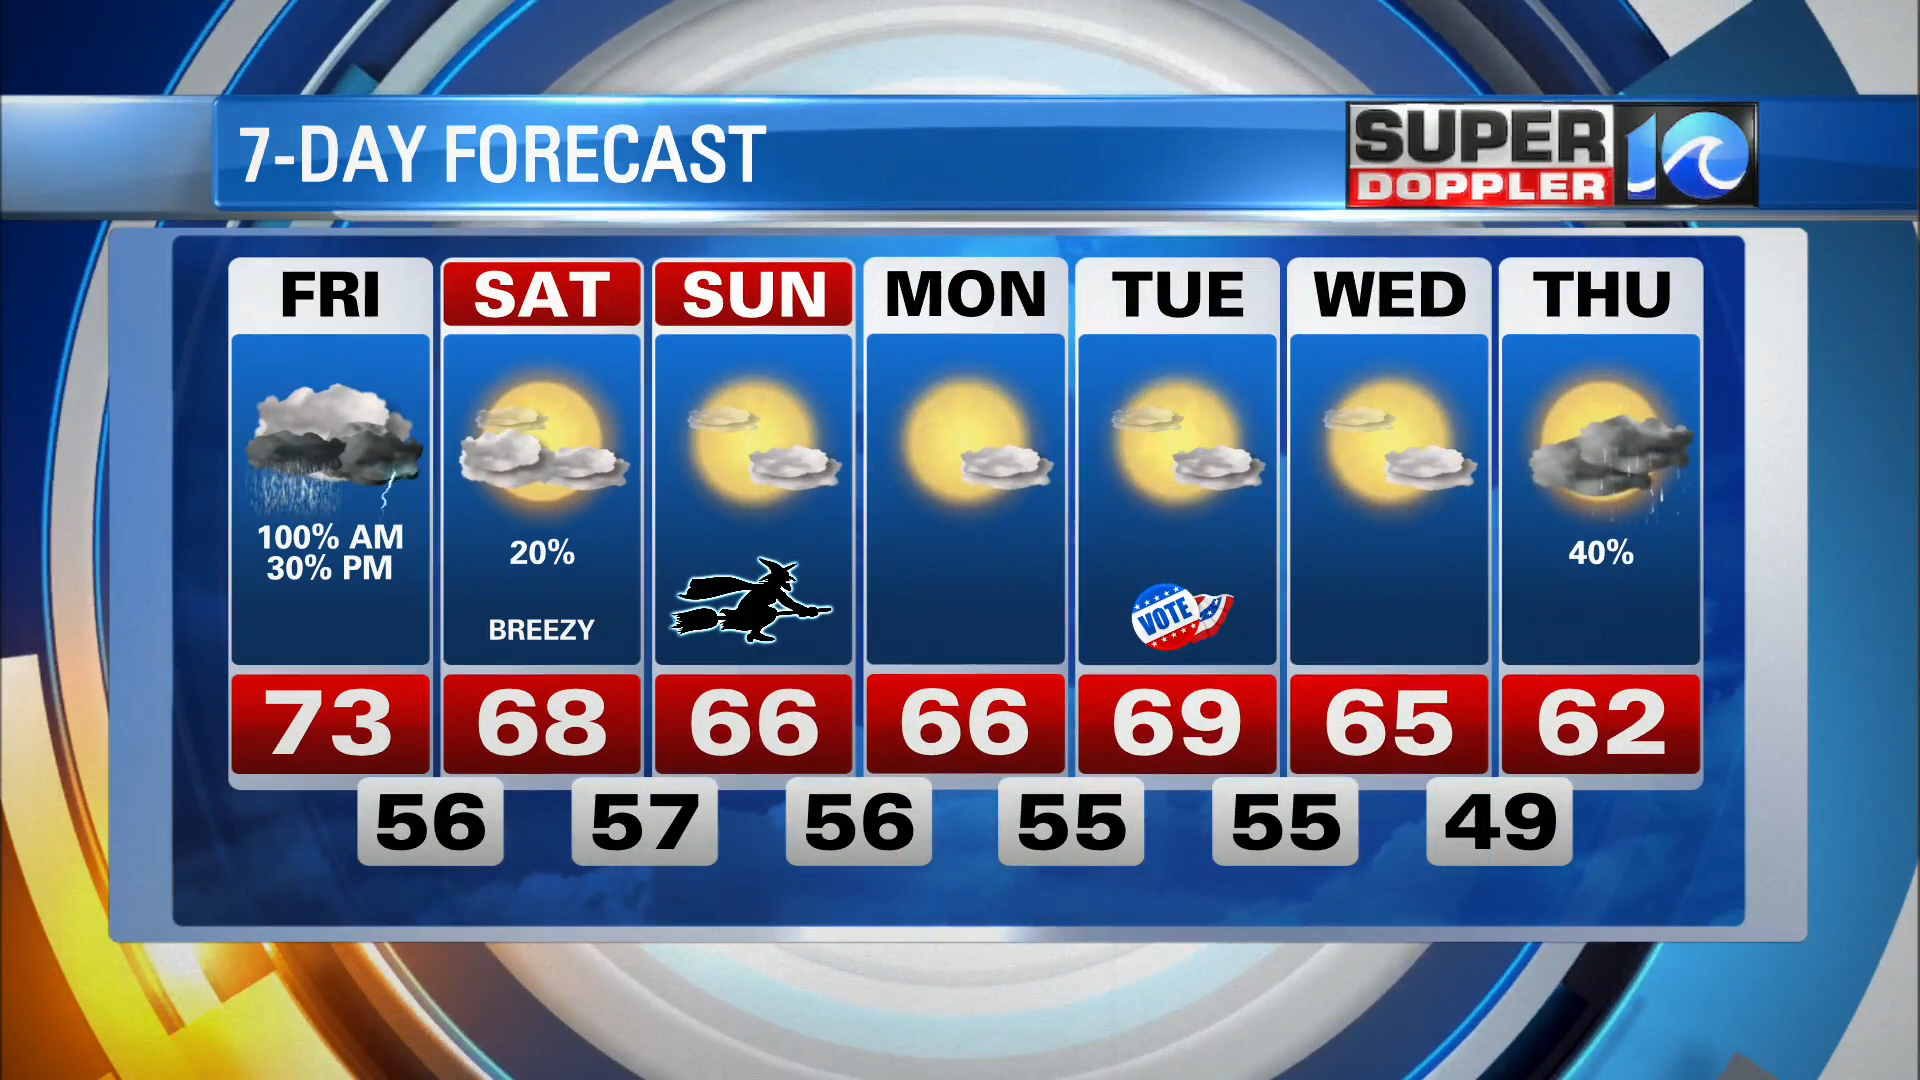 7-DAY FORECAST
SUPER
DOPPLER
10
FRI
SAT
SUN
MON
TUE
WED
THU
100% AM
30% PM
20%
BREEZY
VOTE
40%
73
68
66
66
69
65
62
56
57
56
55
55
49